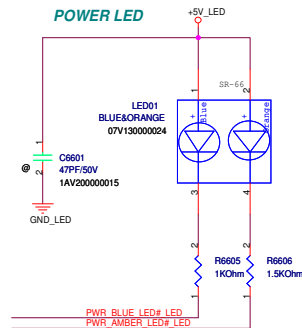 POWER LED
+5V_LED
SR-66
1
2
LED01
BLUE&ORANGE
07V130000024
+
Blue
+
Orange
1
C6601
47PF/50V
@
2
1AV200000015
3
4
GND_LED
2
2
R6605
R6606
1KOhm
1.5KOhm
1
1
PWR_BLUE_LED#_LED
PWR_AMBER_LED#_LED